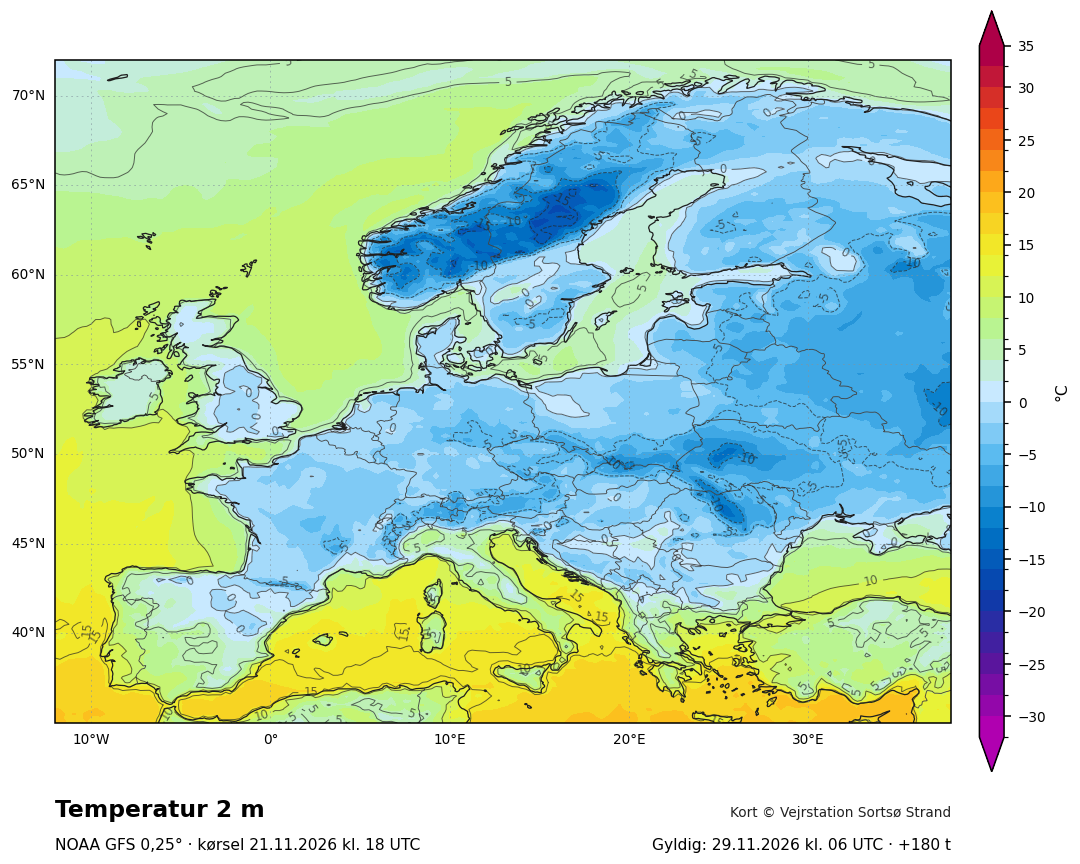 35
30
25
20
15
10
5
0
−5
−10
−15
−20
−25
−30
°C
70°N
65°N
60°N
55°N
50°N
45°N
40°N
10°W
0°
10°E
20°E
30°E
Temperatur 2 m
Kort © Vejrstation Sortsø Strand
NOAA GFS 0,25° · kørsel 21.11.2026 kl. 18 UTC
Gyldig: 29.11.2026 kl. 06 UTC · +180 t